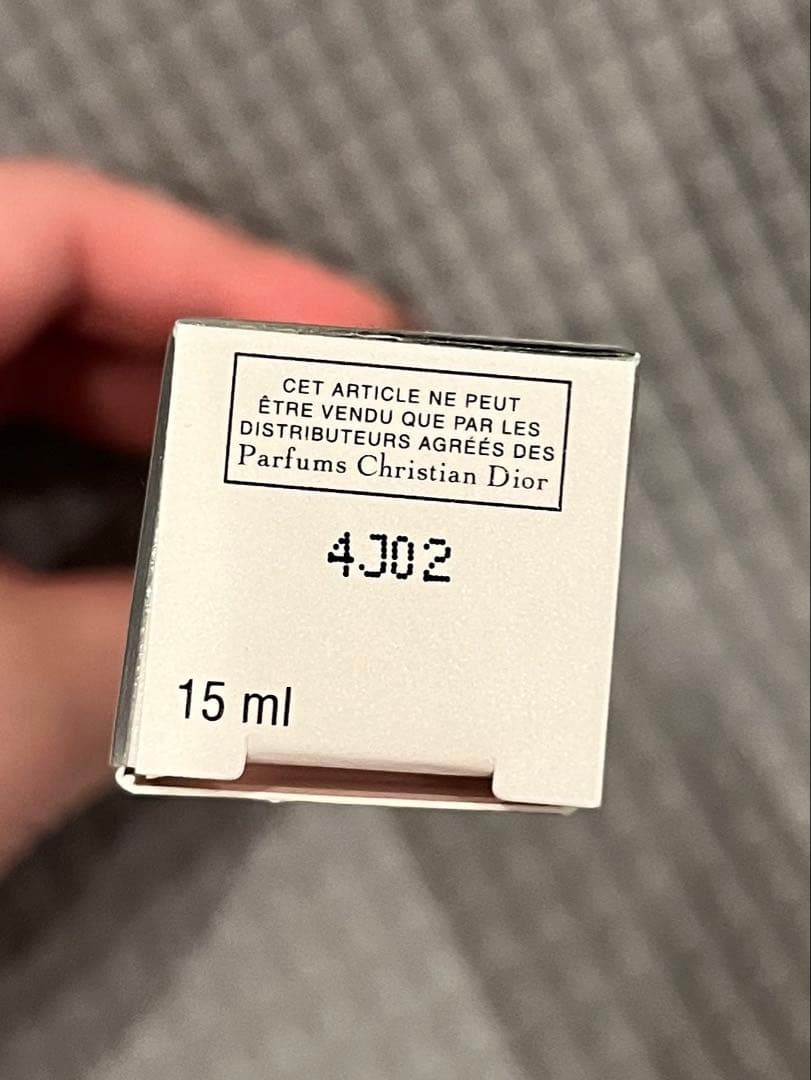 CET ARTICLE NE PEUT
ÊTRE VENDU QUE PAR LES
DISTRIBUTEURS AGRÉÉS DES
Parfums Christian Dior
4J02
15 ml